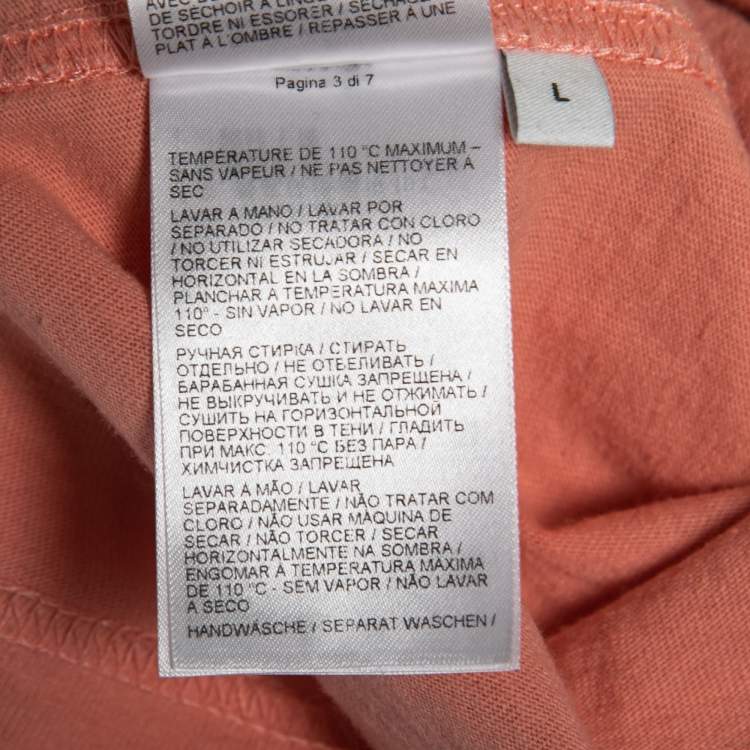 DE SÉCHOIR À LINGE
TORDRE NI ESSORER / SÉCHAGE
PLAT À L'OMBRE / REPASSER À UNE
Pagina 3 di 7
L
TEMPÉRATURE DE 110 °C MAXIMUM –
SANS VAPEUR / NE PAS NETTOYER A
SEC
LAVAR A MANO / LAVAR POR
SEPARADO / NO TRATAR CON CLORO
/ NO UTILIZAR SECADORA / NO
TORCER NI ESTRUJAR / SECAR EN
HORIZONTAL EN LA SOMBRA /
PLANCHAR A TEMPERATURA MAXIMA
110° - SIN VAPOR / NO LAVAR EN
SECO
РУЧНАЯ СТИРКА / СТИРАТЬ
ОТДЕЛЬНО / НЕ ОТБЕЛИВАТЬ /
БАРАБАННАЯ СУШКА ЗАПРЕЩЕНА /
НЕ ВЫКРУЧИВАТЬ И НЕ ОТЖИМАТЬ /
СУШИТЬ НА ГОРИЗОНТАЛЬНОЙ
ПОВЕРХНОСТИ В ТЕНИ / ГЛАДИТЬ
ПРИ МАКС. 110 °C БЕЗ ПАРА /
ХИМЧИСТКА ЗАПРЕЩЕНА
LAVAR À MÃO / LAVAR
SEPARADAMENTE / NÃO TRATAR COM
CLORO / NÃO USAR MÁQUINA DE
SECAR / NÃO TORCER / SECAR
HORIZONTALMENTE NA SOMBRA /
ENGOMAR À TEMPERATURA MÁXIMA
DE 110 °C - SEM VAPOR / NÃO LAVAR
A SECO
HANDWÄSCHE / SEPARAT WASCHEN /